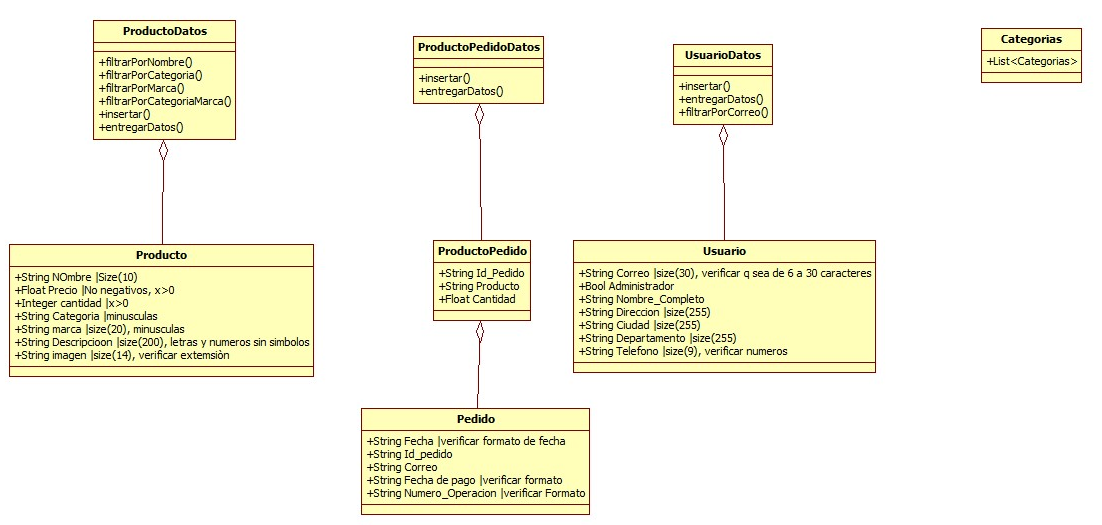 ProductoDatos
+filtrarPorNombre()
+filtrarPorCategoria()
+filtrarPorMarca()
+filtrarPorCategoriaMarca()
+insertar()
+entregarDatos()
ProductoPedidoDatos
+insertar()
+entregarDatos()
UsuarioDatos
+insertar()
+entregarDatos()
+filtrarPorCorreo()
Categorias
+List<Categorias>
Producto
+String NOmbre |Size(10)
+Float Precio |No negativos, x>0
+Integer cantidad |x>0
+String Categoria |minusculas
+String marca |size(20), minusculas
+String Descripcioon |size(200), letras y numeros sin simbolos
+String imagen |size(14), verificar extemsiòn
ProductoPedido
+String Id_Pedido
+String Producto
+Float Cantidad
Usuario
+String Correo |size(30), verificar q sea de 6 a 30 caracteres
+Bool Administrador
+String Nombre_Completo
+String Direccion |size(255)
+String Ciudad |size(255)
+String Departamento |size(255)
+String Telefono |size(9), verificar numeros
Pedido
+String Fecha |verificar formato de fecha
+String Id_pedido
+String Correo
+String Fecha de pago |verificar formato
+String Numero_Operacion |verificar Formato